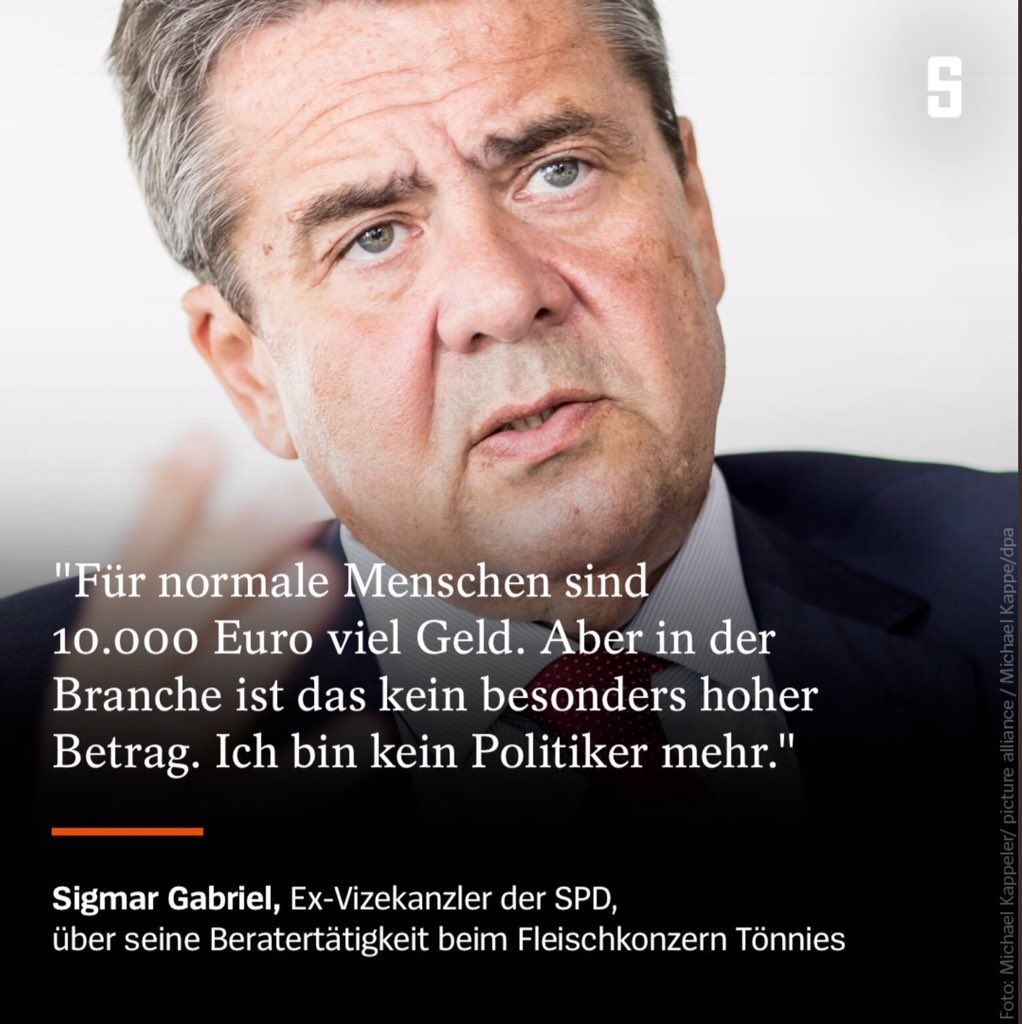 S
"Für normale Menschen sind
10.000 Euro viel Geld. Aber in der
Branche ist das kein besonders hoher
Betrag. Ich bin kein Politiker mehr."
Sigmar Gabriel, Ex-Vizekanzler der SPD,
über seine Beratertätigkeit beim Fleischkonzern Tönnies
Foto: Michael Kappeler/ picture alliance / Michael Kappe/dpa